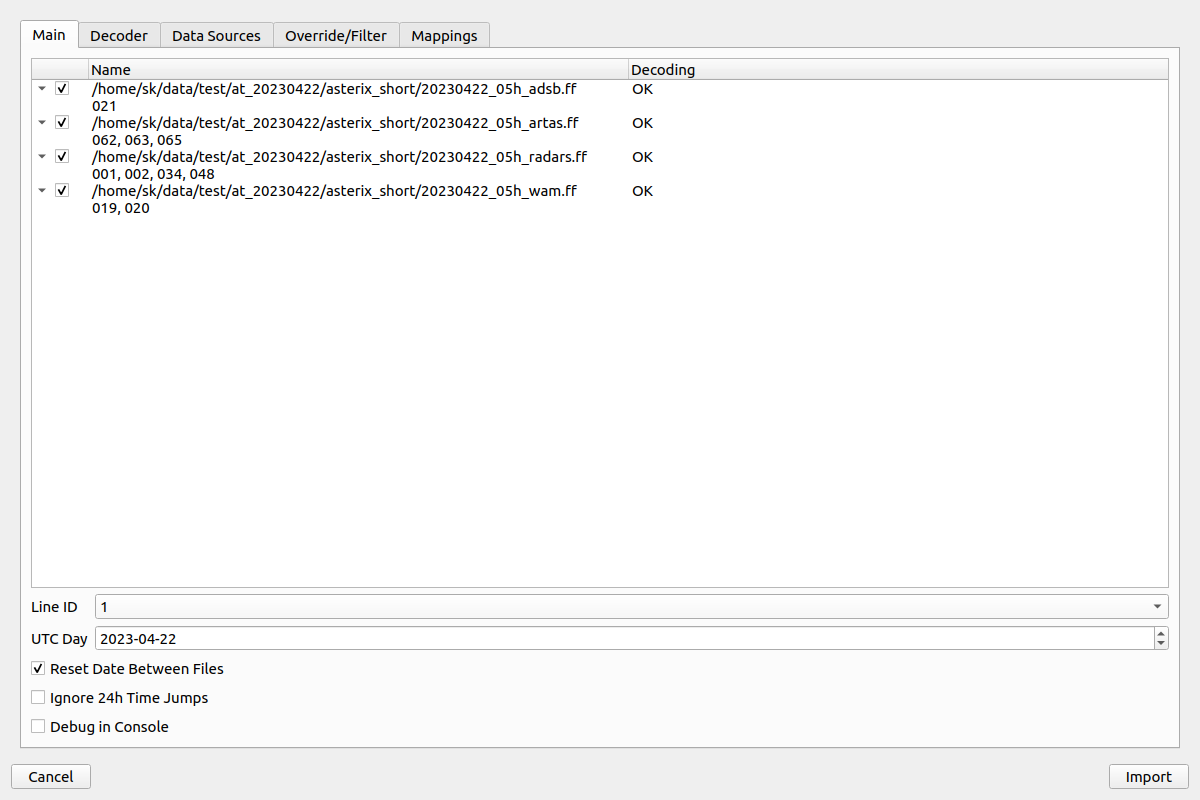 Main Decoder Data Sources Override/Filter Mappings
Name Decoding
/home/sk/data/test/at_20230422/asterix_short/20230422_05h_adsb.ff OK
021
/home/sk/data/test/at_20230422/asterix_short/20230422_05h_artas.ff OK
062, 063, 065
/home/sk/data/test/at_20230422/asterix_short/20230422_05h_radars.ff OK
001, 002, 034, 048
/home/sk/data/test/at_20230422/asterix_short/20230422_05h_wam.ff OK
019, 020
Line ID 1
UTC Day 2023-04-22
Reset Date Between Files
Ignore 24h Time Jumps
Debug in Console
Cancel Import